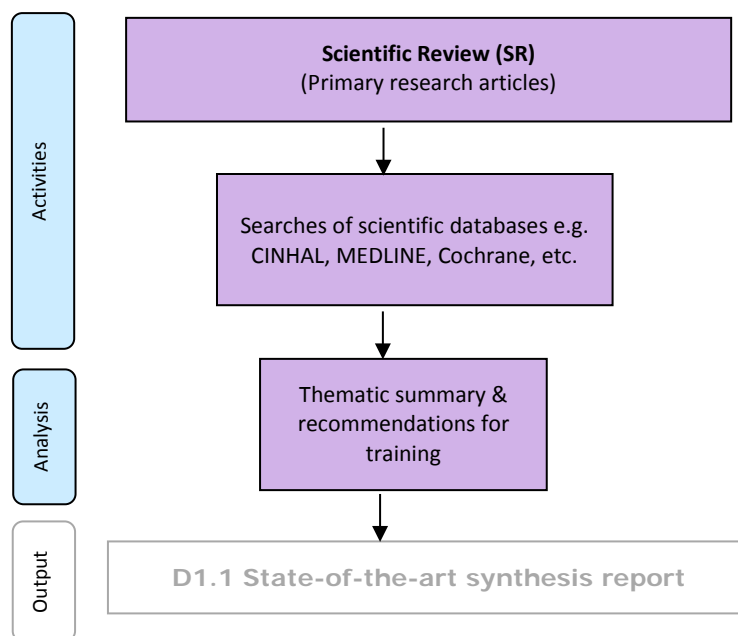 Activities
Scientific Review (SR)
(Primary research articles)
Searches of scientific databases e.g.
CINHAL, MEDLINE, Cochrane, etc.
Analysis
Thematic summary &
recommendations for
training
Output
D1.1 State-of-the-art synthesis report